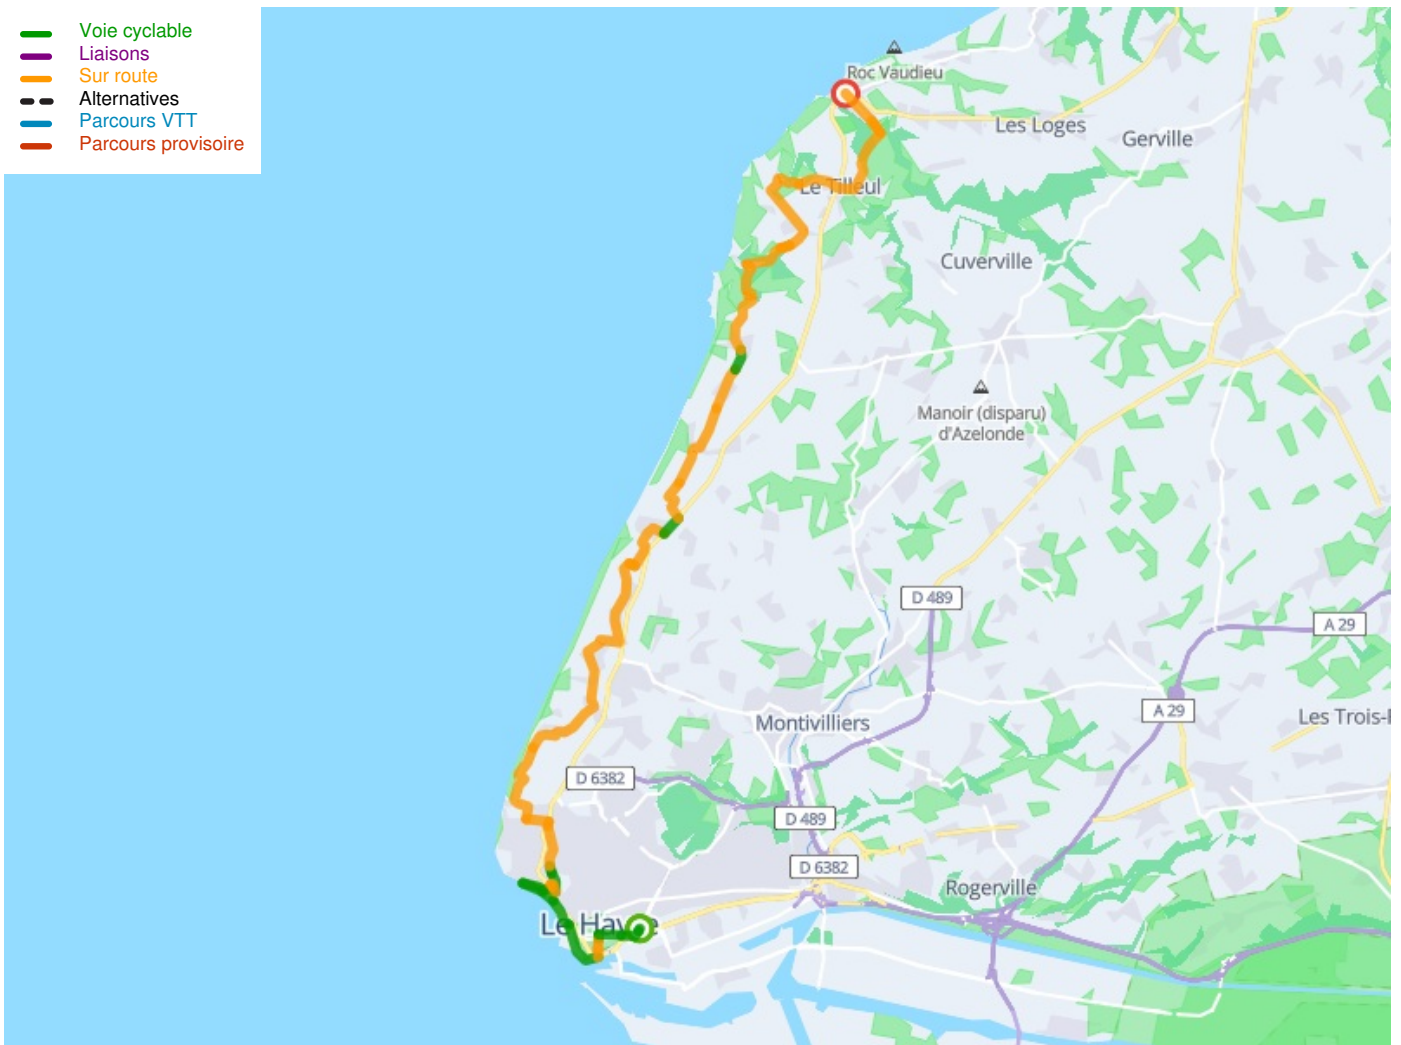 Voie cyclable
Liaisons
Sur route
Alternatives
Parcours VTT
Parcours provisoire
Roc Vaudieu
Les Loges
Gerville
Le Tilleul
Cuverville
Manoir (disparu)
d'Azelonde
D 489
A 29
A 29
Les Trois-
Montivilliers
D 6382
D 489
D 6382
Rogerville
Le Havre